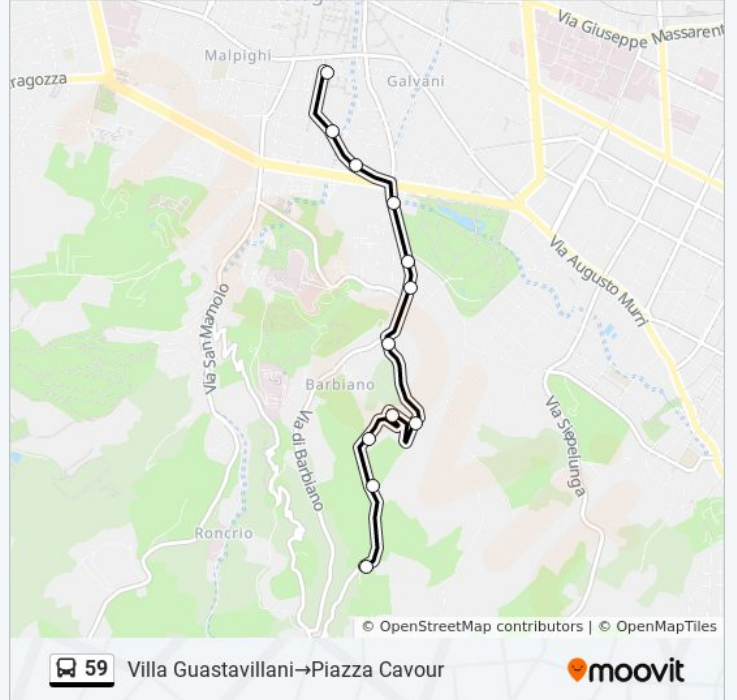 Via Giuseppe Massarent
Malpighi
ragozza
Galvani
Via Augusto Murri
Via San Mamolo
Barbiano
Via di Barbiano
Via Siepelunga
Roncrio
© OpenStreetMap contributors | © OpenMapTiles
59 Villa Guastavillani→Piazza Cavour
moovit